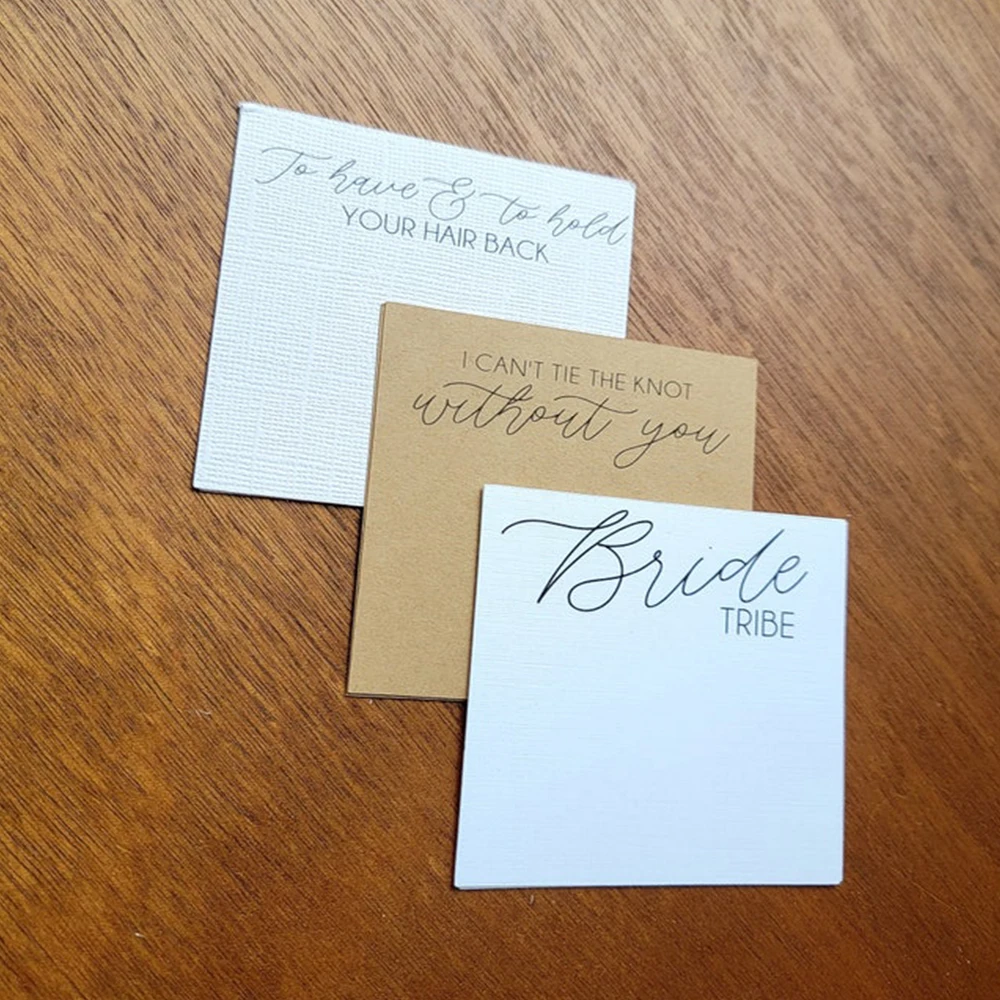 To have & to hold
YOUR HAIR BACK
I CAN'T TIE THE KNOT
without you
Bride
TRIBE